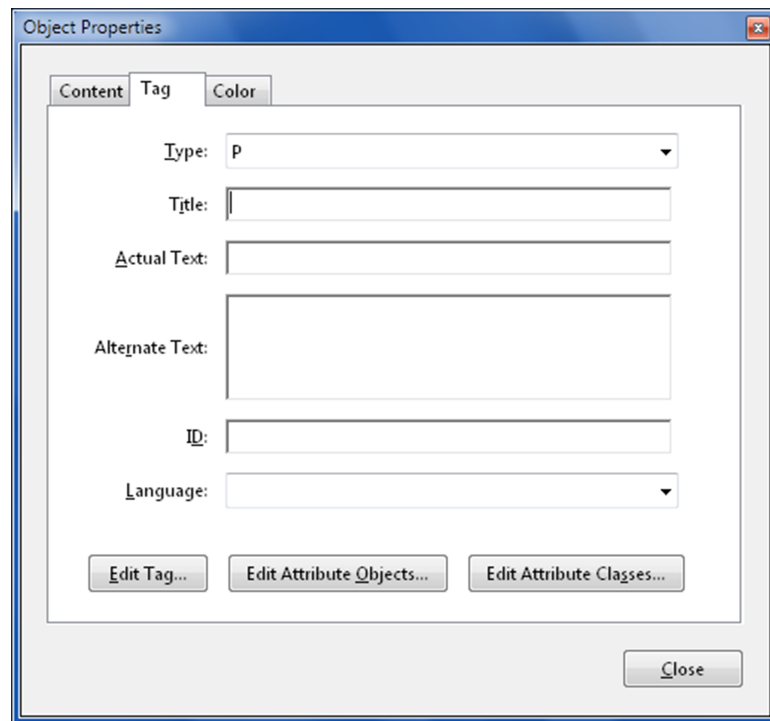 Object Properties
Content Tag Color
Type: P
Title:
Actual Text:
Alternate Text:
ID:
Language:
Edit Tag... Edit Attribute Objects... Edit Attribute Classes...
Close